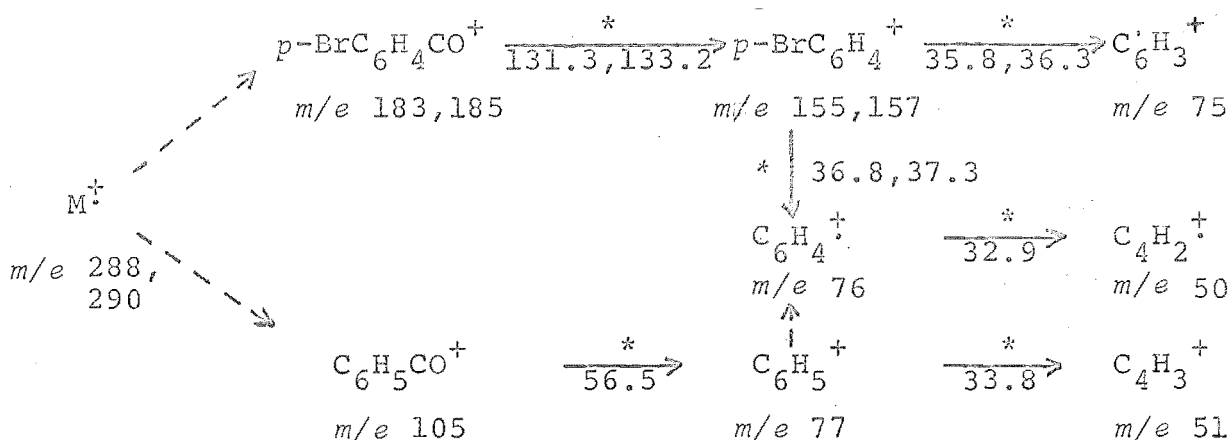 p-BrC6H4CO+ * 131.3,133.2 p-BrC6H4+ * 35.8,36.3 C6H3+
m/e 183,185 m/e 155,157 m/e 75
* 36.8,37.3
M+.
m/e 288,
290
C6H4+. * 32.9 C4H2+.
m/e 76 m/e 50
C6H5CO+ * 56.5 C6H5+ * 33.8 C4H3+
m/e 105 m/e 77 m/e 51